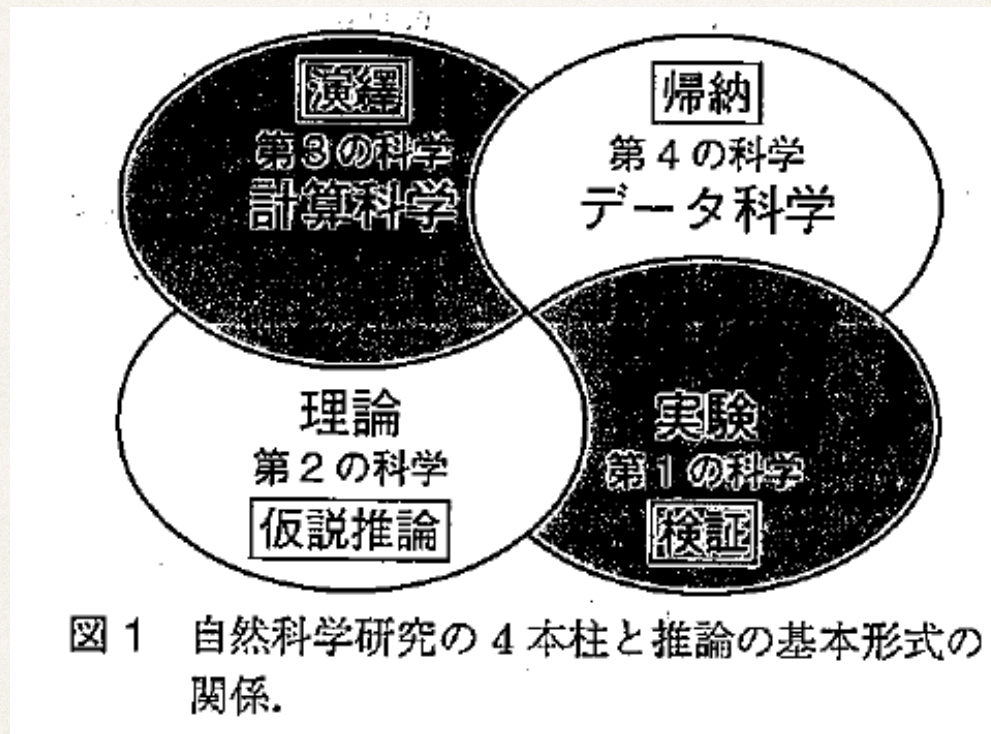 演繹
第3の科学
計算科学
帰納
第4の科学
データ科学
理論
第2の科学
仮説推論
実験
第1の科学
検証
図1 自然科学研究の4本柱と推論の基本形式の
関係.